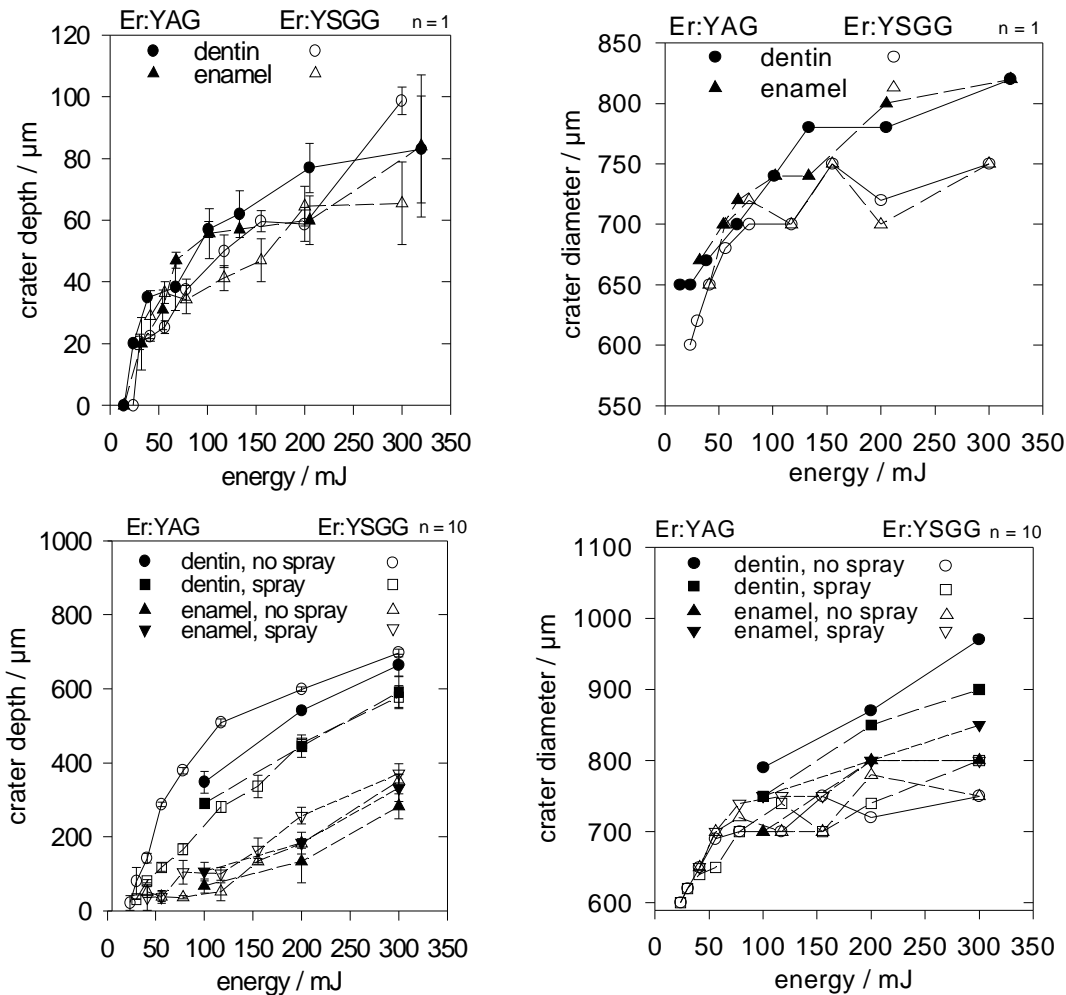 Er:YAG Er:YSGG n = 1
120
100
80
60
40
20
0
dentin
enamel
crater depth / µm
0 50 100 150 200 250 300 350
energy / mJ
Er:YAG Er:YSGG n = 1
850
800
750
700
650
600
550
dentin
enamel
crater diameter / µm
0 50 100 150 200 250 300 350
energy / mJ
Er:YAG Er:YSGG n = 10
1000
800
600
400
200
0
dentin, no spray
dentin, spray
enamel, no spray
enamel, spray
crater depth / µm
0 50 100 150 200 250 300 350
energy / mJ
Er:YAG Er:YSGG n = 10
1100
1000
900
800
700
600
dentin, no spray
dentin, spray
enamel, no spray
enamel, spray
crater diameter / µm
0 50 100 150 200 250 300 350
energy / mJ